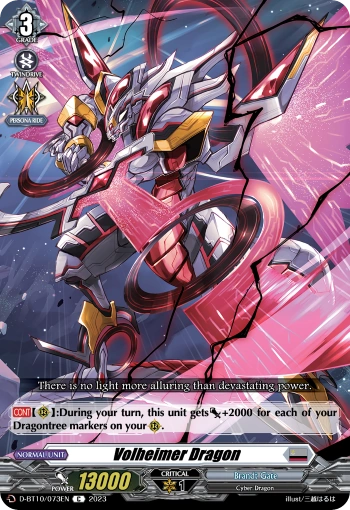 3
GRADE
TWINDRIVE
PERSONA RIDE
There is no light more alluring than devastating power.
CONT【 】:During your turn, this unit gets +2000 for each of your
Dragontree markers on your .
NORMAL UNIT
Volheimer Dragon
POWER 13000
CRITICAL
1
Brandt Gate
Cyber Dragon
D-BT10/073EN C 2023
illust/三越はるは